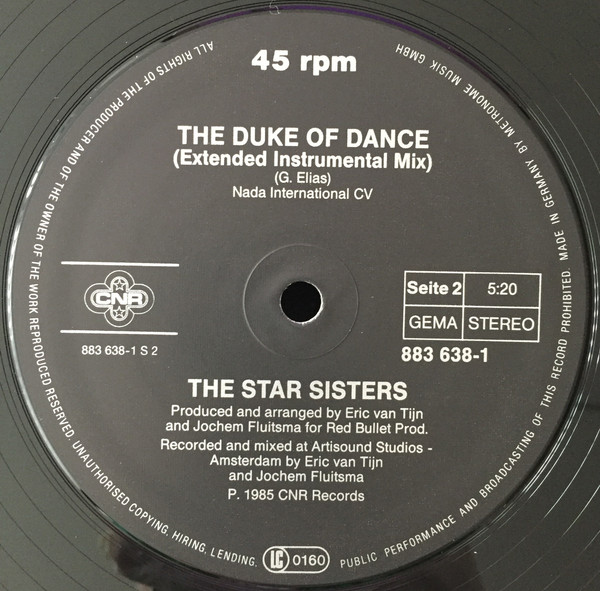 45 rpm
THE DUKE OF DANCE
(Extended Instrumental Mix)
(G. Elias)
Nada International CV
CNR
883 638-1 S 2
Seite 2 5:20
GEMA STEREO
883 638-1
THE STAR SISTERS
Produced and arranged by Eric van Tijn
and Jochem Fluitsma for Red Bullet Prod.
Recorded and mixed at Artisound Studios -
Amsterdam by Eric van Tijn
and Jochem Fluitsma
P. 1985 CNR Records
LC 0160
ALL RIGHTS OF THE PRODUCER AND OF THE OWNER OF THE WORK REPRODUCED RESERVED. UNAUTHORISED COPYING, HIRING, LENDING, PUBLIC PERFORMANCE AND BROADCASTING OF THIS RECORD PROHIBITED. MADE IN GERMANY BY METRONOME MUSIK GMBH